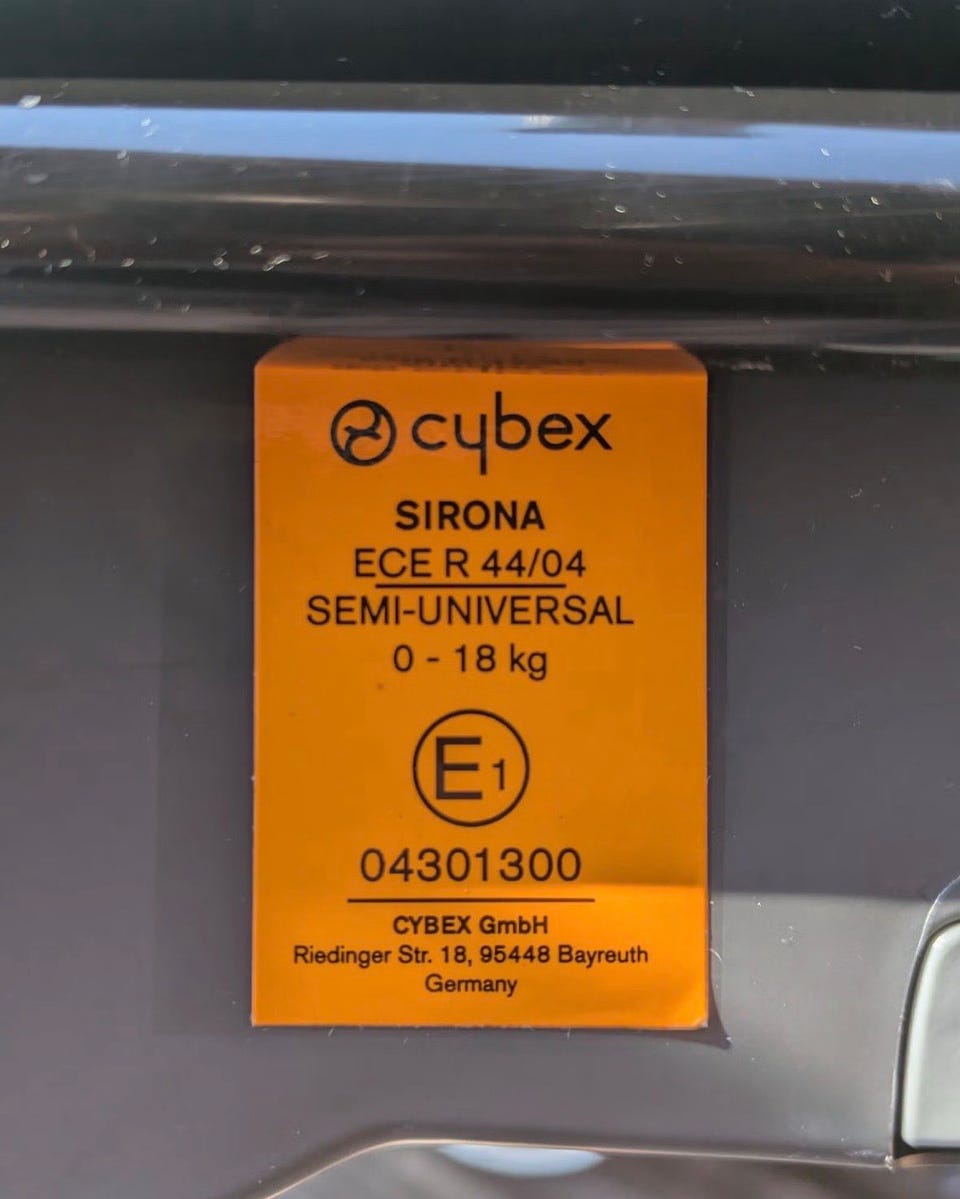 cybex
SIRONA
ECE R 44/04
SEMI-UNIVERSAL
0 - 18 kg
E1
04301300
CYBEX GmbH
Riedinger Str. 18, 95448 Bayreuth
Germany